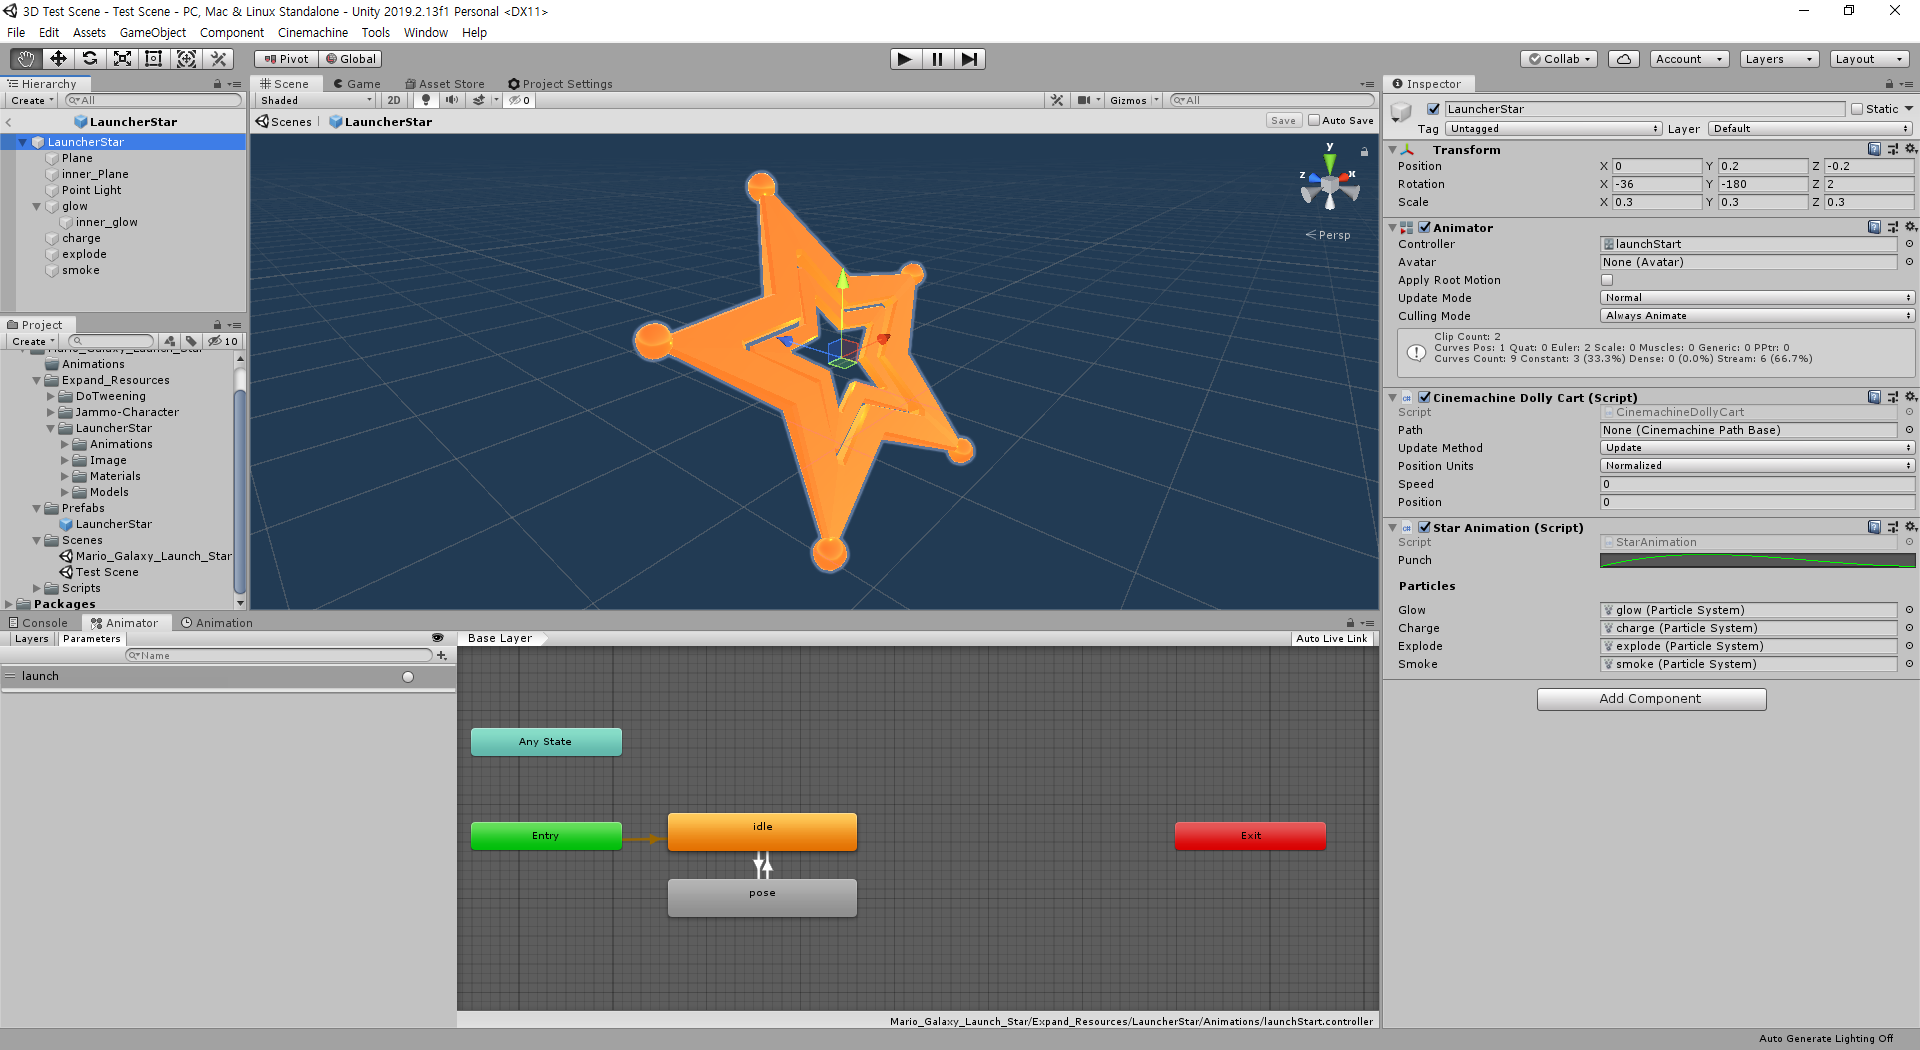 3D Test Scene - Test Scene - PC, Mac & Linux Standalone - Unity 2019.2.13f1 Personal <DX11>
File Edit Assets GameObject Component Cinemachine Tools Window Help
Pivot Global Collab Account Layers Layout
Hierarchy
Create All
LauncherStar
LauncherStar
Plane
inner_Plane
Point Light
glow
inner_glow
charge
explode
smoke
Project
Create 10
Animations
Expand_Resources
DoTweening
Jammo-Character
LauncherStar
Animations
Image
Materials
Models
Prefabs
LauncherStar
Scenes
Mario_Galaxy_Launch_Star
Test Scene
Scripts
Packages
Scene Game Asset Store Project Settings
Shaded 2D 0 Gizmos All
Scenes LauncherStar Save Auto Save
y
z x
Persp
Console Animator Animation
Layers Parameters Base Layer Auto Live Link
Name
launch
Any State
Entry
idle
pose
Exit
Mario_Galaxy_Launch_Star/Expand_Resources/LauncherStar/Animations/launchStart.controller
Inspector
LauncherStar Static
Tag Untagged Layer Default
Transform
Position X 0 Y 0.2 Z -0.2
Rotation X -36 Y -180 Z 2
Scale X 0.3 Y 0.3 Z 0.3
Animator
Controller launchStart
Avatar None (Avatar)
Apply Root Motion
Update Mode Normal
Culling Mode Always Animate
Clip Count: 2
Curves Pos: 1 Quat: 0 Euler: 2 Scale: 0 Muscles: 0 Generic: 0 PPtr: 0
Curves Count: 9 Constant: 3 (33.3%) Dense: 0 (0.0%) Stream: 6 (66.7%)
Cinemachine Dolly Cart (Script)
Script CinemachineDollyCart
Path None (Cinemachine Path Base)
Update Method Update
Position Units Normalized
Speed 0
Position 0
Star Animation (Script)
Script StarAnimation
Punch
Particles
Glow glow (Particle System)
Charge charge (Particle System)
Explode explode (Particle System)
Smoke smoke (Particle System)
Add Component
Auto Generate Lighting Off